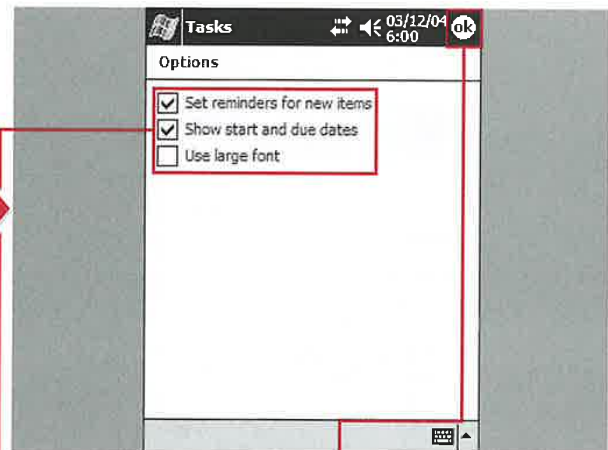 Tasks 03/12/04 ok
6:00
Options
Set reminders for new items
Show start and due dates
Use large font